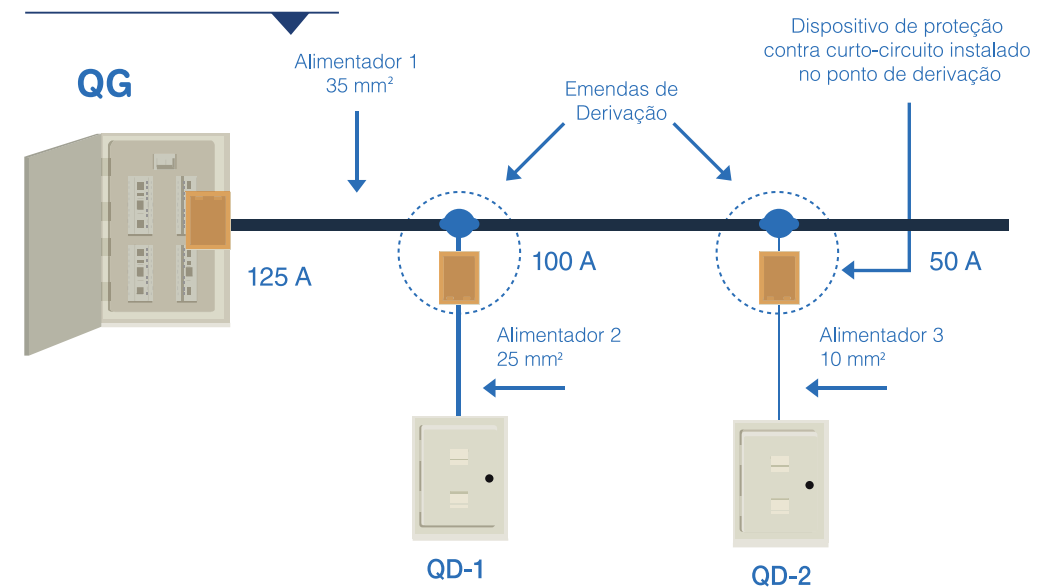 QG
Alimentador 1
35 mm²
Emendas de
Derivação
Dispositivo de proteção
contra curto-circuito instalado
no ponto de derivação
125 A
100 A
50 A
Alimentador 2
25 mm²
Alimentador 3
10 mm²
QD-1
QD-2